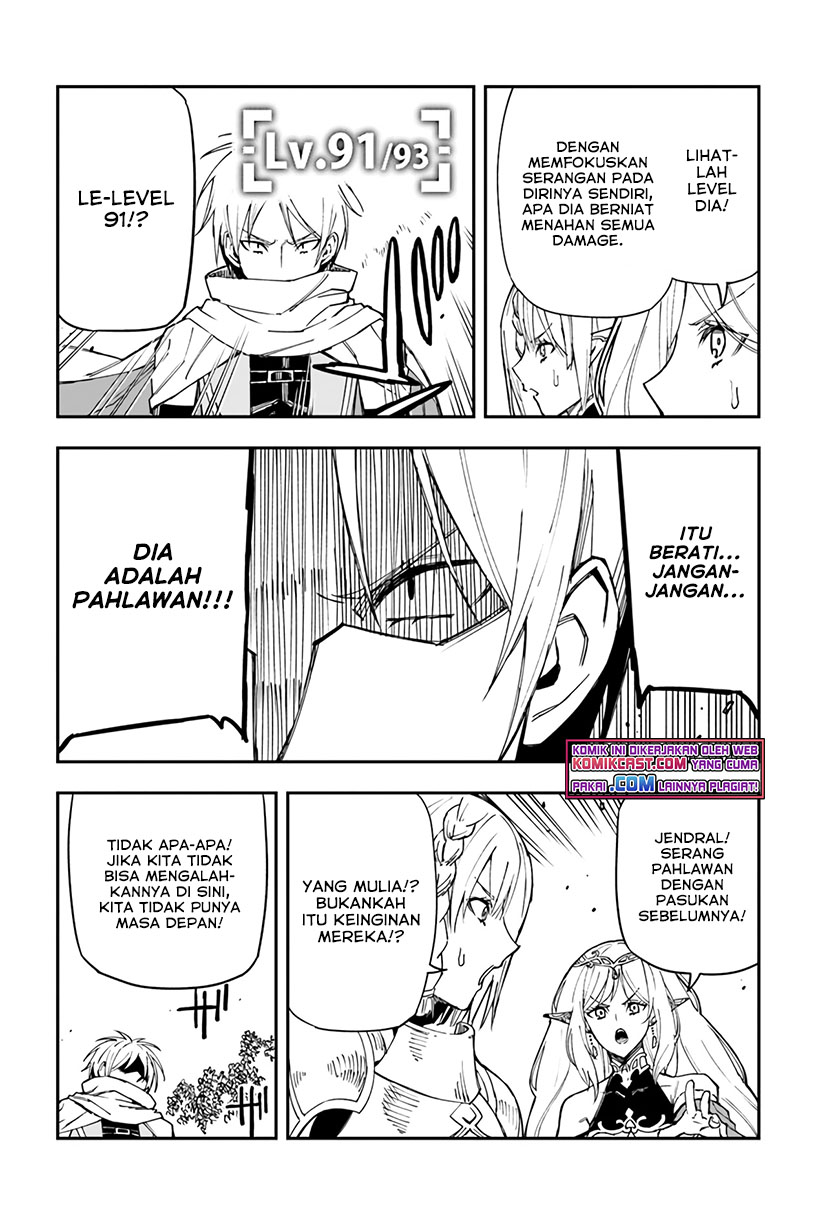 LIHAT-
LAH
LEVEL
DIA!
DENGAN
MEMFOKUSKAN
SERANGAN PADA
DIRINYA SENDIRI,
APA DIA BERNIAT
MENAHAN SEMUA
DAMAGE.
Lv.91/93
LE-LEVEL
91!?
ITU
BERATI...
JANGAN-
JANGAN...
DIA
ADALAH
PAHLAWAN!!!
KOMIK INI DIKERJAKAN OLEH WEB
KOMIKCAST.COM YANG CUMA
PAKAI .COM LAINNYA PLAGIAT!
JENDRAL!
SERANG
PAHLAWAN
DENGAN
PASUKAN
SEBELUMNYA!
YANG MULIA!?
BUKANKAH
ITU KEINGINAN
MEREKA!?
TIDAK APA-APA!
JIKA KITA TIDAK
BISA MENGALAH-
KANNYA DI SINI,
KITA TIDAK PUNYA
MASA DEPAN!